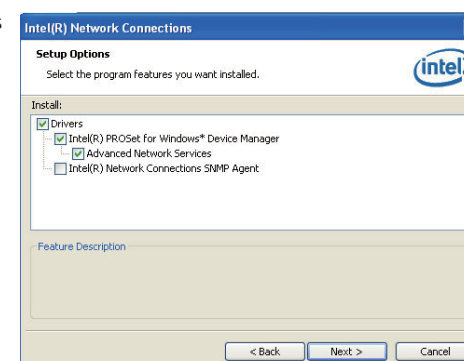 s
Intel(R) Network Connections
Setup Options
Select the program features you want installed.
intel
Install:
Drivers
Intel(R) PROSet for Windows* Device Manager
Advanced Network Services
Intel(R) Network Connections SNMP Agent
Feature Description
< Back Next > Cancel